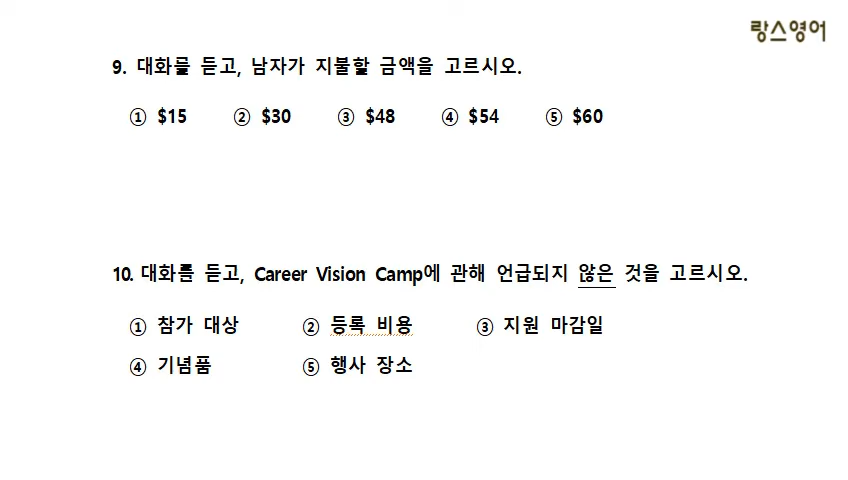 랑스영어
9. 대화를 듣고, 남자가 지불할 금액을 고르시오.
① $15 ② $30 ③ $48 ④ $54 ⑤ $60
10. 대화를 듣고, Career Vision Camp에 관해 언급되지 않은 것을 고르시오.
① 참가 대상 ② 등록 비용 ③ 지원 마감일
④ 기념품 ⑤ 행사 장소